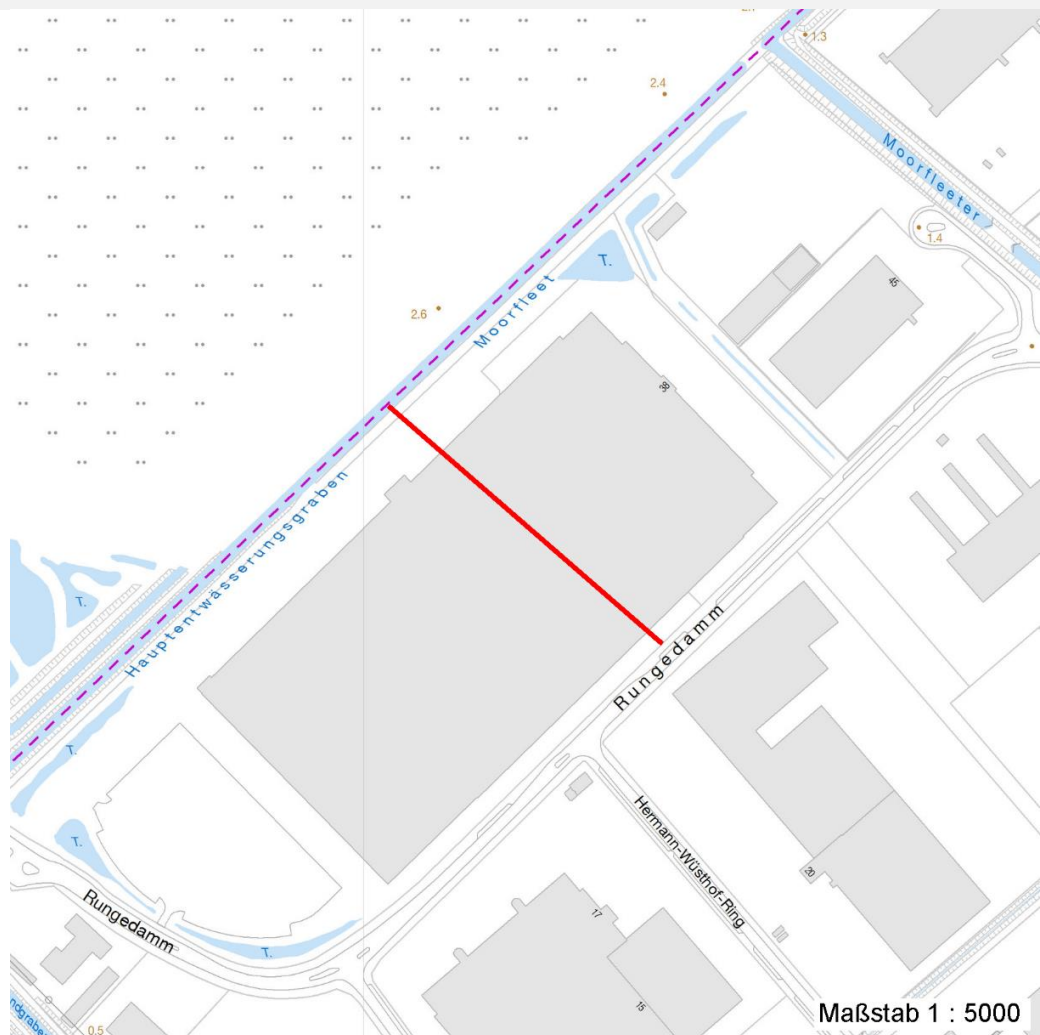 1.3
2.4
Moorfleeter
1.4
T.
45
Moorfleet
2.6
38
Hauptentwässerungsgraben
T.
Rungedamm
T.
Hermann-Wüsthof-Ring
T.
20
Rungedamm
17
T.
15
0.5
Maßstab 1 : 5000